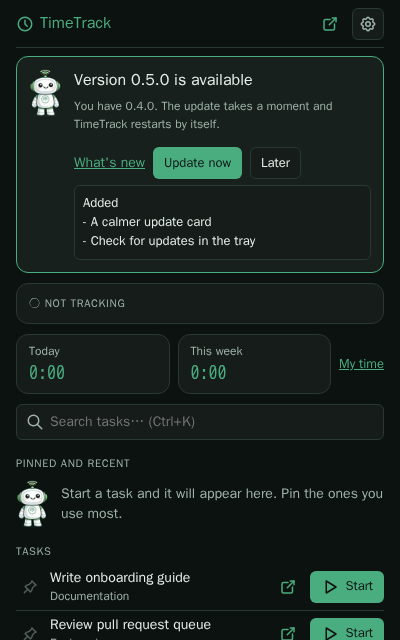 TimeTrack
Version 0.5.0 is available
You have 0.4.0. The update takes a moment and
TimeTrack restarts by itself.
What's new
Update now
Later
Added
- A calmer update card
- Check for updates in the tray
NOT TRACKING
Today
0:00
This week
0:00
My time
Search tasks… (Ctrl+K)
PINNED AND RECENT
Start a task and it will appear here. Pin the ones you
use most.
TASKS
Write onboarding guide
Documentation
Start
Review pull request queue
Start